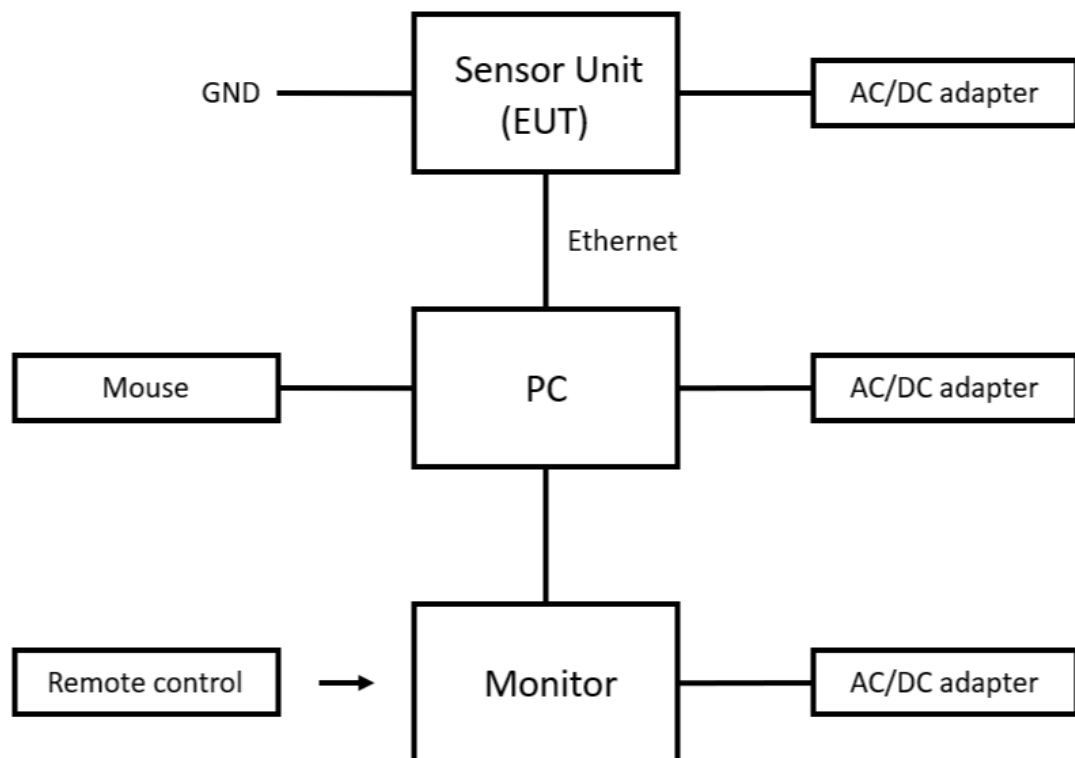 Sensor Unit
(EUT)
GND
AC/DC adapter
Ethernet
Mouse
PC
AC/DC adapter
Remote control
Monitor
AC/DC adapter